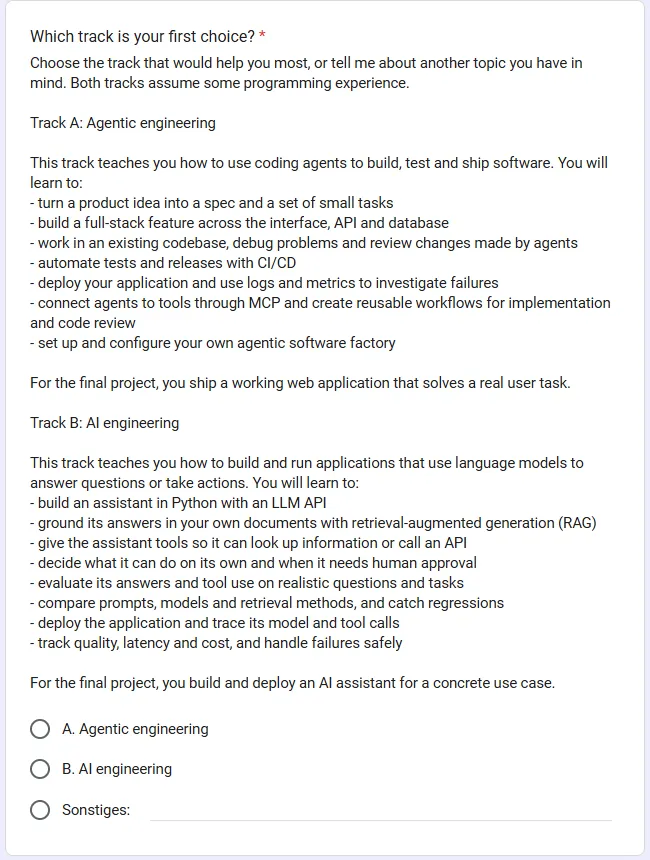 Which track is your first choice? *
Choose the track that would help you most, or tell me about another topic you have in
mind. Both tracks assume some programming experience.
Track A: Agentic engineering
This track teaches you how to use coding agents to build, test and ship software. You will
learn to:
- turn a product idea into a spec and a set of small tasks
- build a full-stack feature across the interface, API and database
- work in an existing codebase, debug problems and review changes made by agents
- automate tests and releases with CI/CD
- deploy your application and use logs and metrics to investigate failures
- connect agents to tools through MCP and create reusable workflows for implementation
and code review
- set up and configure your own agentic software factory
For the final project, you ship a working web application that solves a real user task.
Track B: AI engineering
This track teaches you how to build and run applications that use language models to
answer questions or take actions. You will learn to:
- build an assistant in Python with an LLM API
- ground its answers in your own documents with retrieval-augmented generation (RAG)
- give the assistant tools so it can look up information or call an API
- decide what it can do on its own and when it needs human approval
- evaluate its answers and tool use on realistic questions and tasks
- compare prompts, models and retrieval methods, and catch regressions
- deploy the application and trace its model and tool calls
- track quality, latency and cost, and handle failures safely
For the final project, you build and deploy an AI assistant for a concrete use case.
A. Agentic engineering
B. AI engineering
Sonstiges: